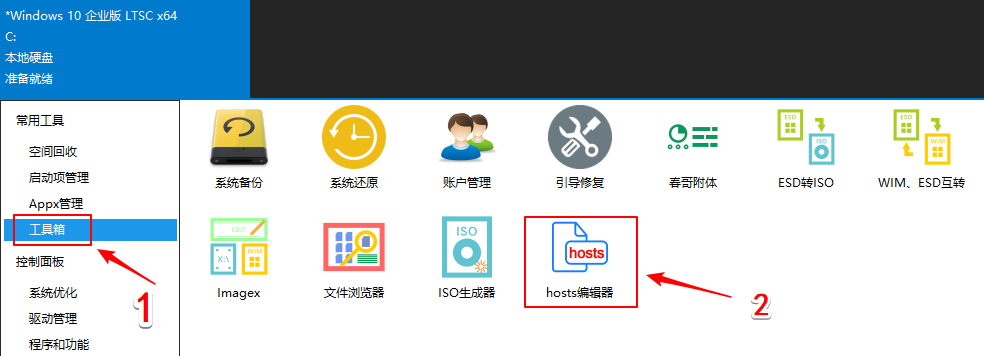 *Windows 10 企业版 LTSC x64
C:
本地硬盘
准备就绪
常用工具
空间回收
启动项管理
Appx管理
工具箱
控制面板
系统优化
驱动管理
程序和功能
1
系统备份
系统还原
账户管理
引导修复
春哥附体
ESD
ISO
ESD转ISO
ESD
WIM
WIM、ESD互转
EDIT
X:\
WIM
Imagex
文件浏览器
ISO
ISO生成器
hosts
hosts编辑器
2